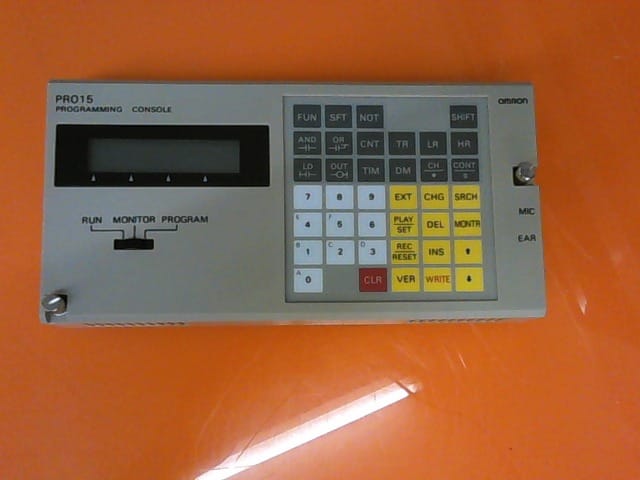 PRO15
PROGRAMMING CONSOLE
omron
FUN SFT NOT SHIFT
AND OR CNT TR LR HR
LD OUT TIM DM CH * CONT #
7 8 9 EXT CHG SRCH
E 4 F 5 6 PLAY SET DEL MONTR
B 1 C 2 D 3 REC RESET INS
A 0 CLR VER WRITE
RUN MONITOR PROGRAM
MIC
EAR